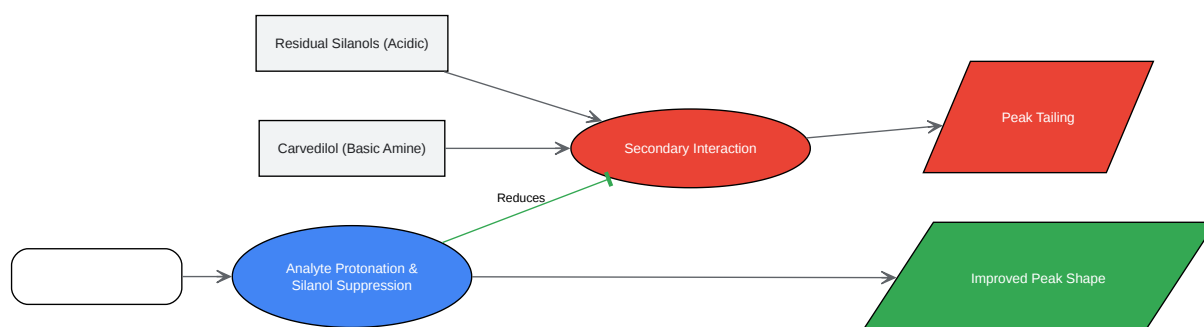 Residual Silanols (Acidic)
Peak Tailing
Carvedilol (Basic Amine)
Secondary Interaction
Reduces
Analyte Protonation &
Silanol Suppression
Improved Peak Shape